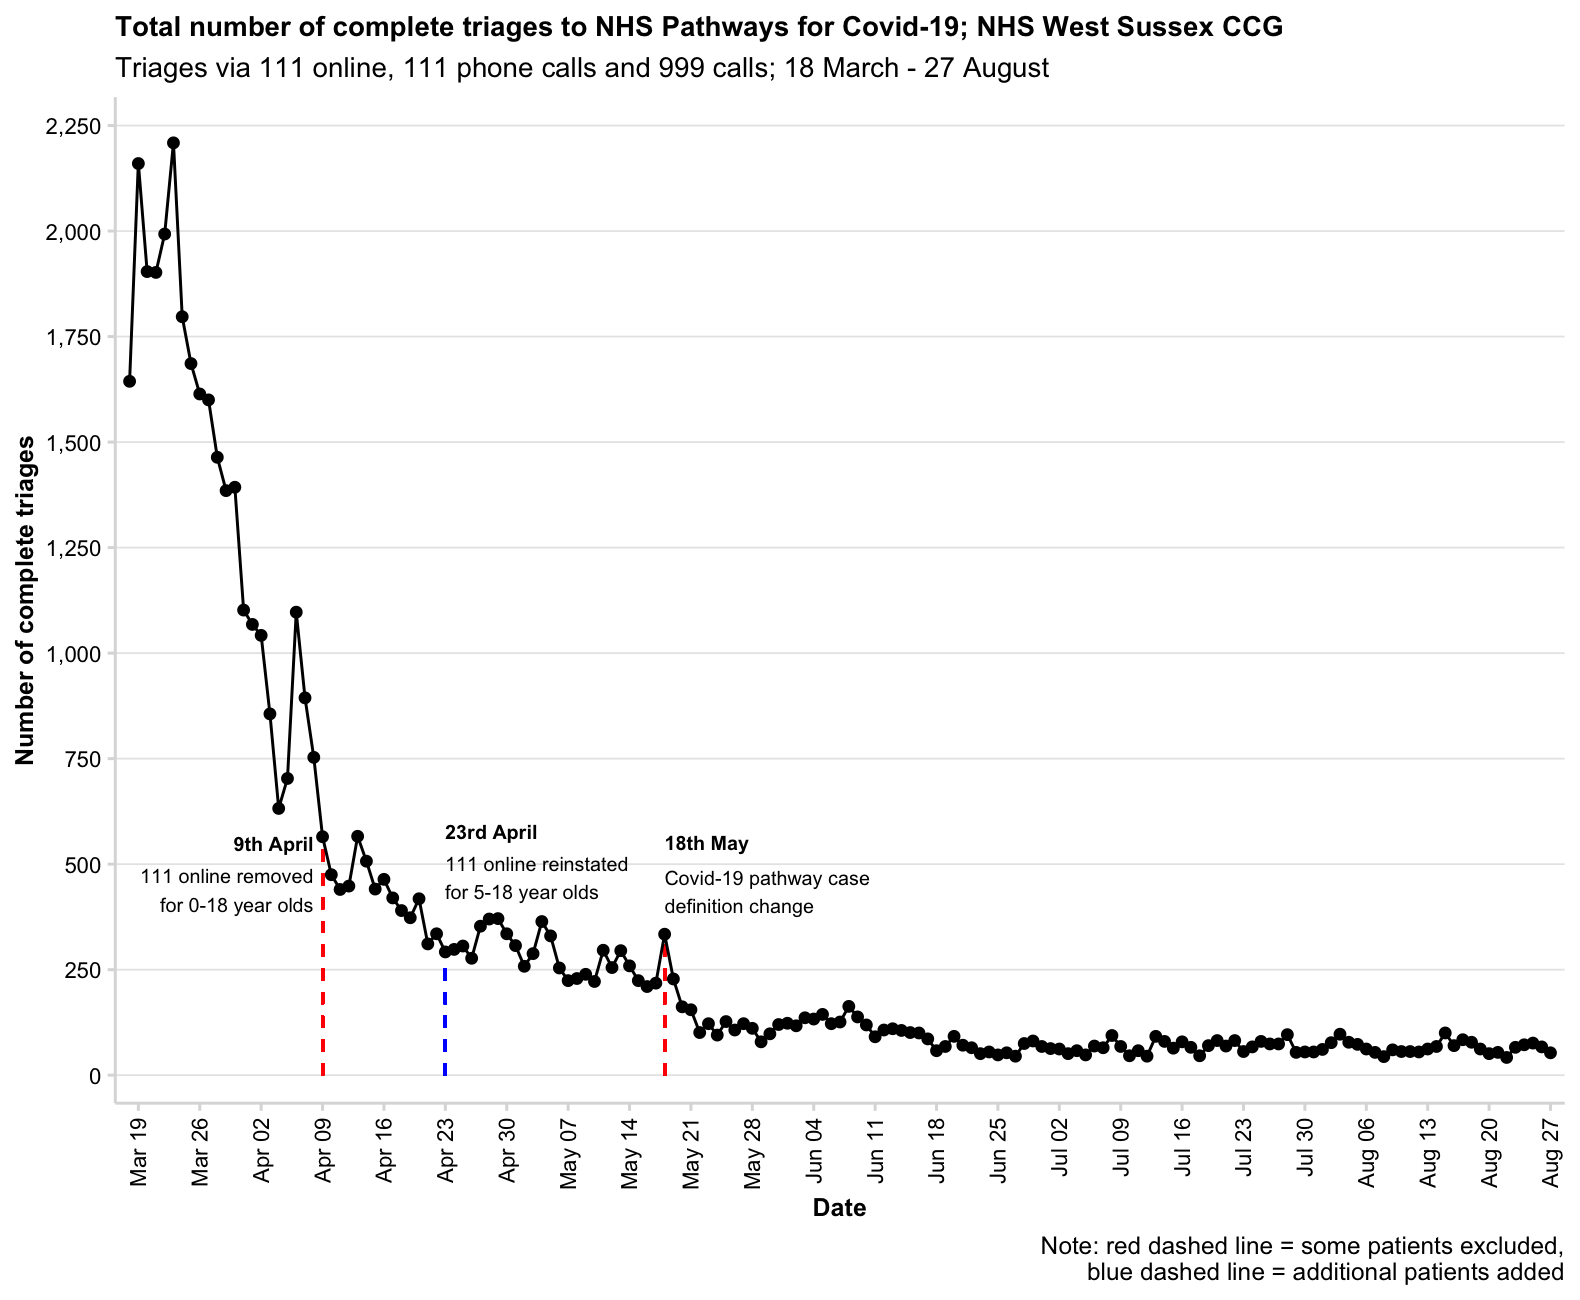 Total number of complete triages to NHS Pathways for Covid-19; NHS West Sussex CCG
Triages via 111 online, 111 phone calls and 999 calls; 18 March - 27 August
Number of complete triages
2,250
2,000
1,750
1,500
1,250
1,000
750
500
250
0
9th April
111 online removed
for 0-18 year olds
23rd April
111 online reinstated
for 5-18 year olds
18th May
Covid-19 pathway case
definition change
Mar 19
Mar 26
Apr 02
Apr 09
Apr 16
Apr 23
Apr 30
May 07
May 14
May 21
May 28
Jun 04
Jun 11
Jun 18
Jun 25
Jul 02
Jul 09
Jul 16
Jul 23
Jul 30
Aug 06
Aug 13
Aug 20
Aug 27
Date
Note: red dashed line = some patients excluded,
blue dashed line = additional patients added